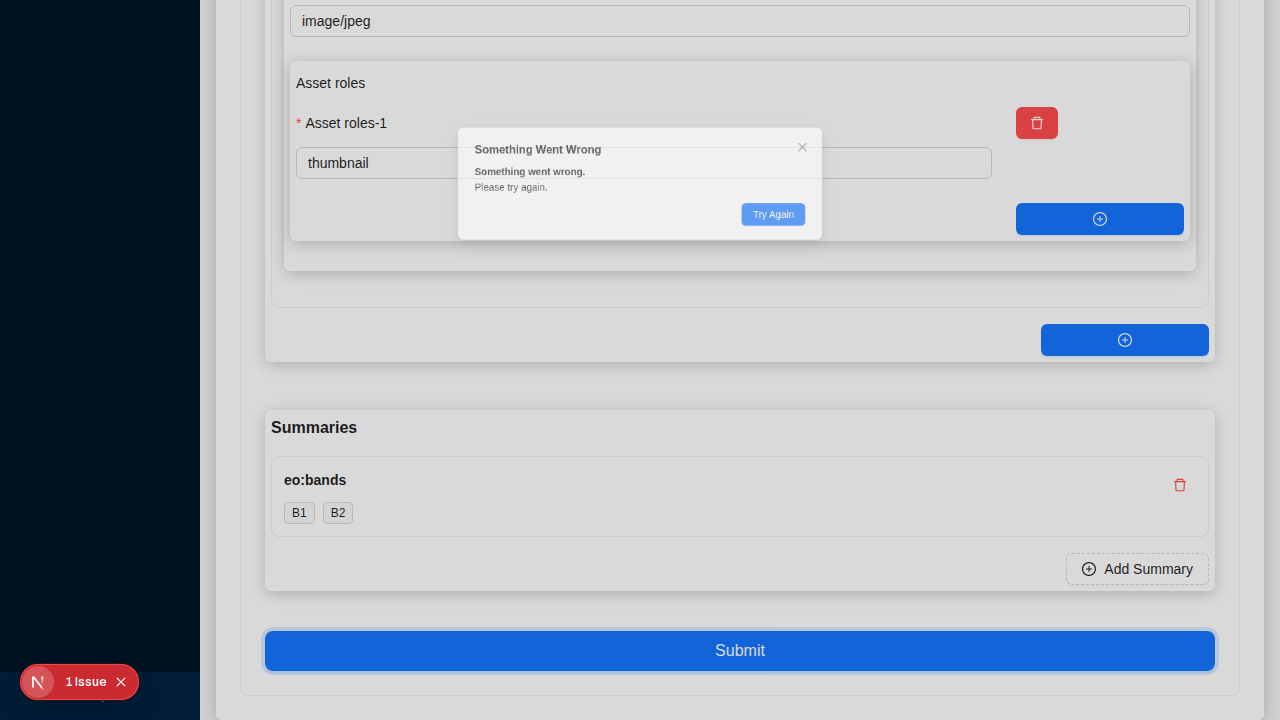 image/jpeg
Asset roles
* Asset roles-1
thumbnail
Something Went Wrong
Something went wrong.
Please try again.
Try Again
Summaries
eo:bands
B1 B2
Add Summary
Submit
N 1 Issue